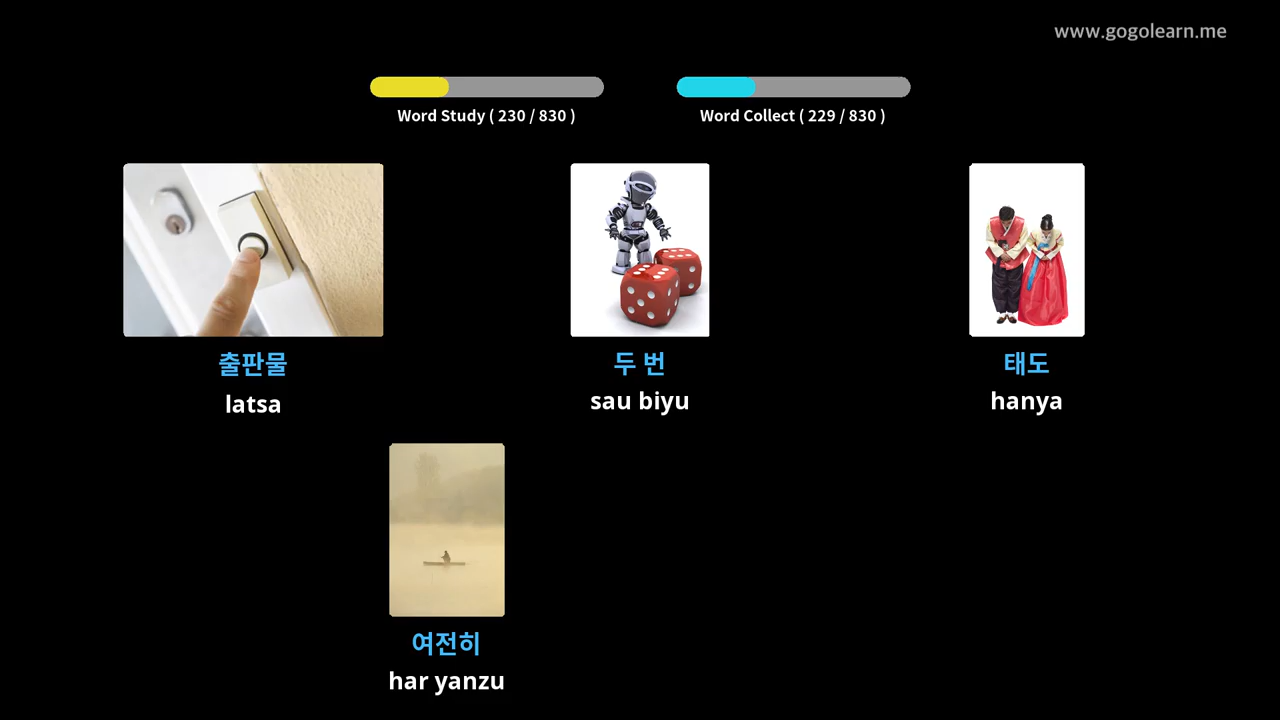 www.gogolearn.me
Word Study ( 230 / 830 )
Word Collect ( 229 / 830 )
출판물
latsa
두 번
sau biyu
태도
hanya
여전히
har yanzu